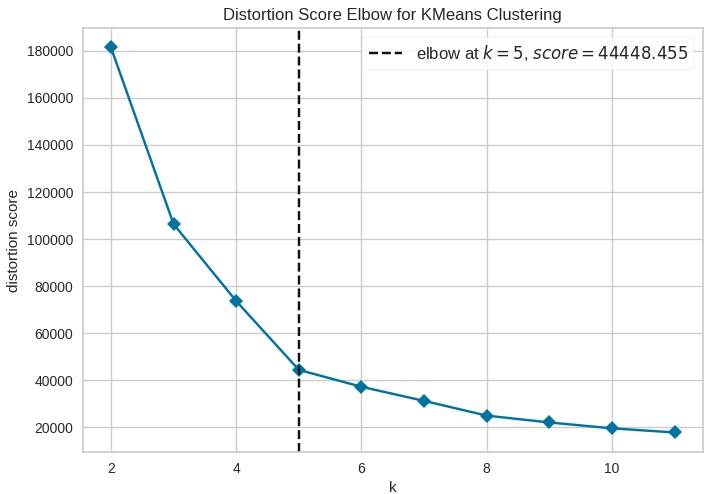 Distortion Score Elbow for KMeans Clustering
elbow at k = 5, score = 44448.455
distortion score
180000
160000
140000
120000
100000
80000
60000
40000
20000
2 4 6 8 10
k